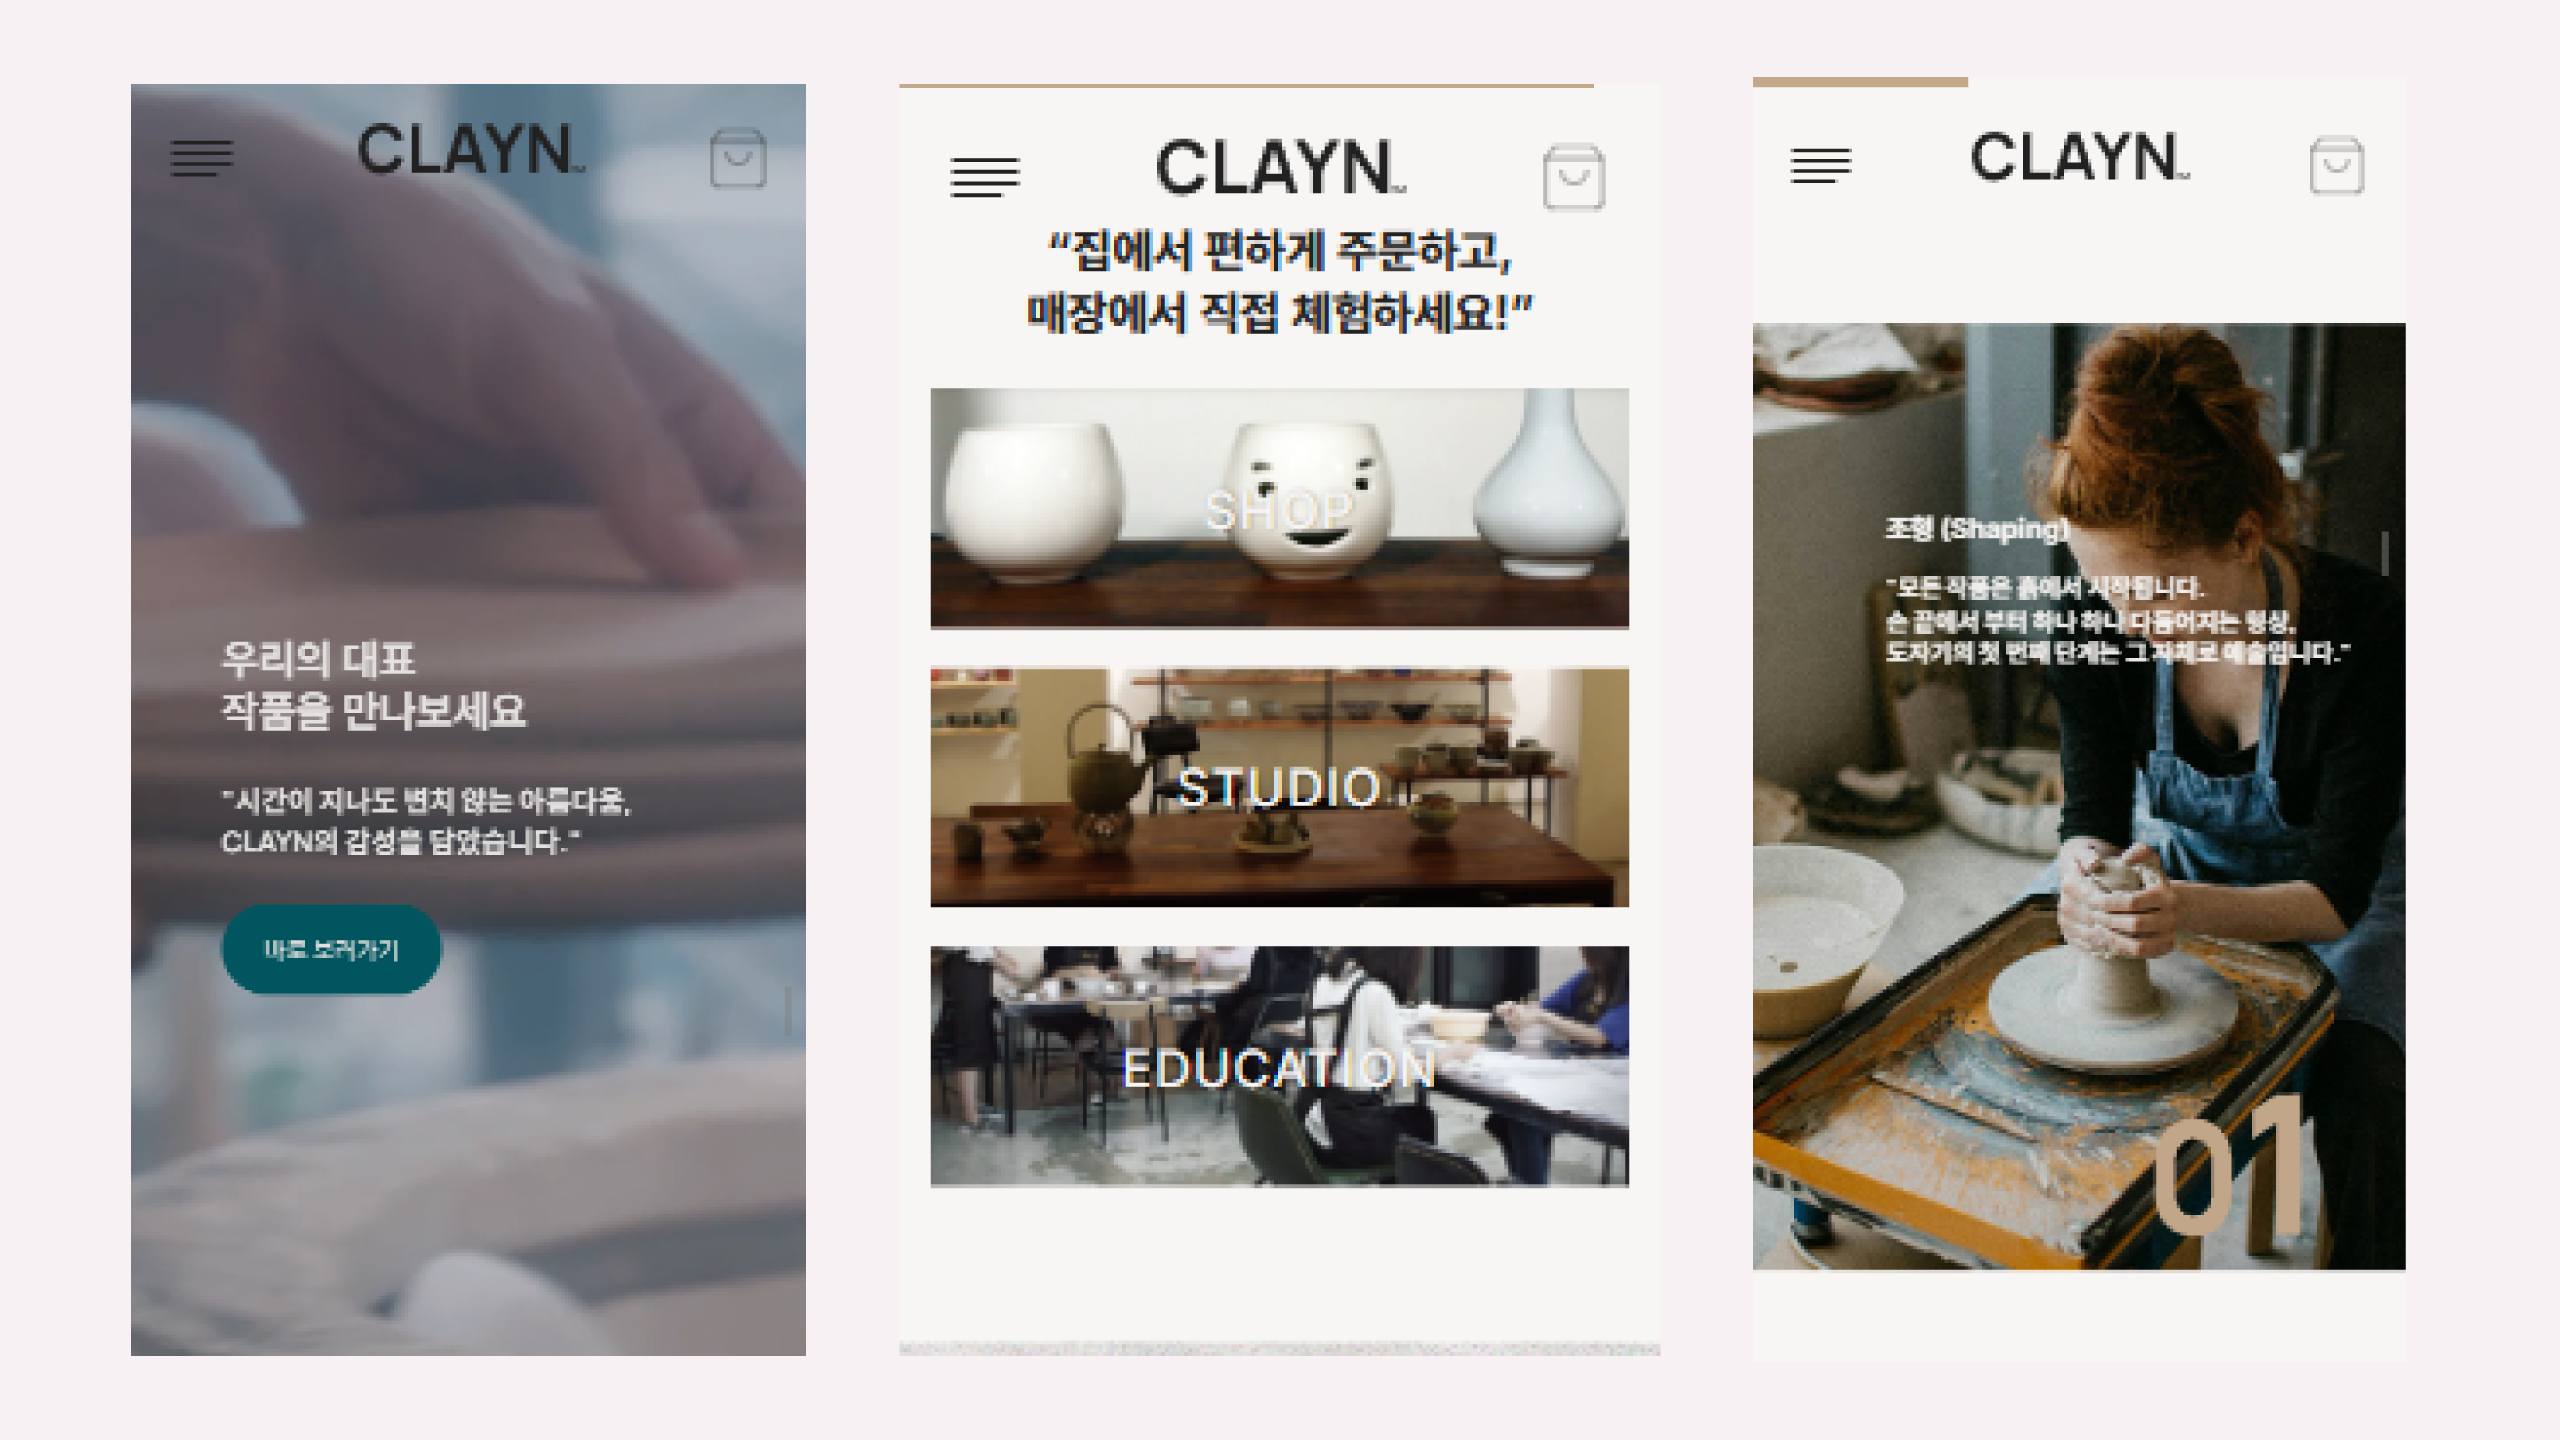 CLAYN
우리의 대표
작품을 만나보세요
"시간이 지나도 변치 않는 아름다움,
CLAYN의 감성을 담았습니다."
바로 보러가기
CLAYN
“집에서 편하게 주문하고,
매장에서 직접 체험하세요!”
SHOP
STUDIO
EDUCATION
CLAYN
조형 (Shaping)
"모든 작품은 흙에서 시작됩니다.
손 끝에서 부터 하나 하나 다듬어지는 형상,
도자기의 첫 번째 단계는 그 자체로 예술입니다."
01